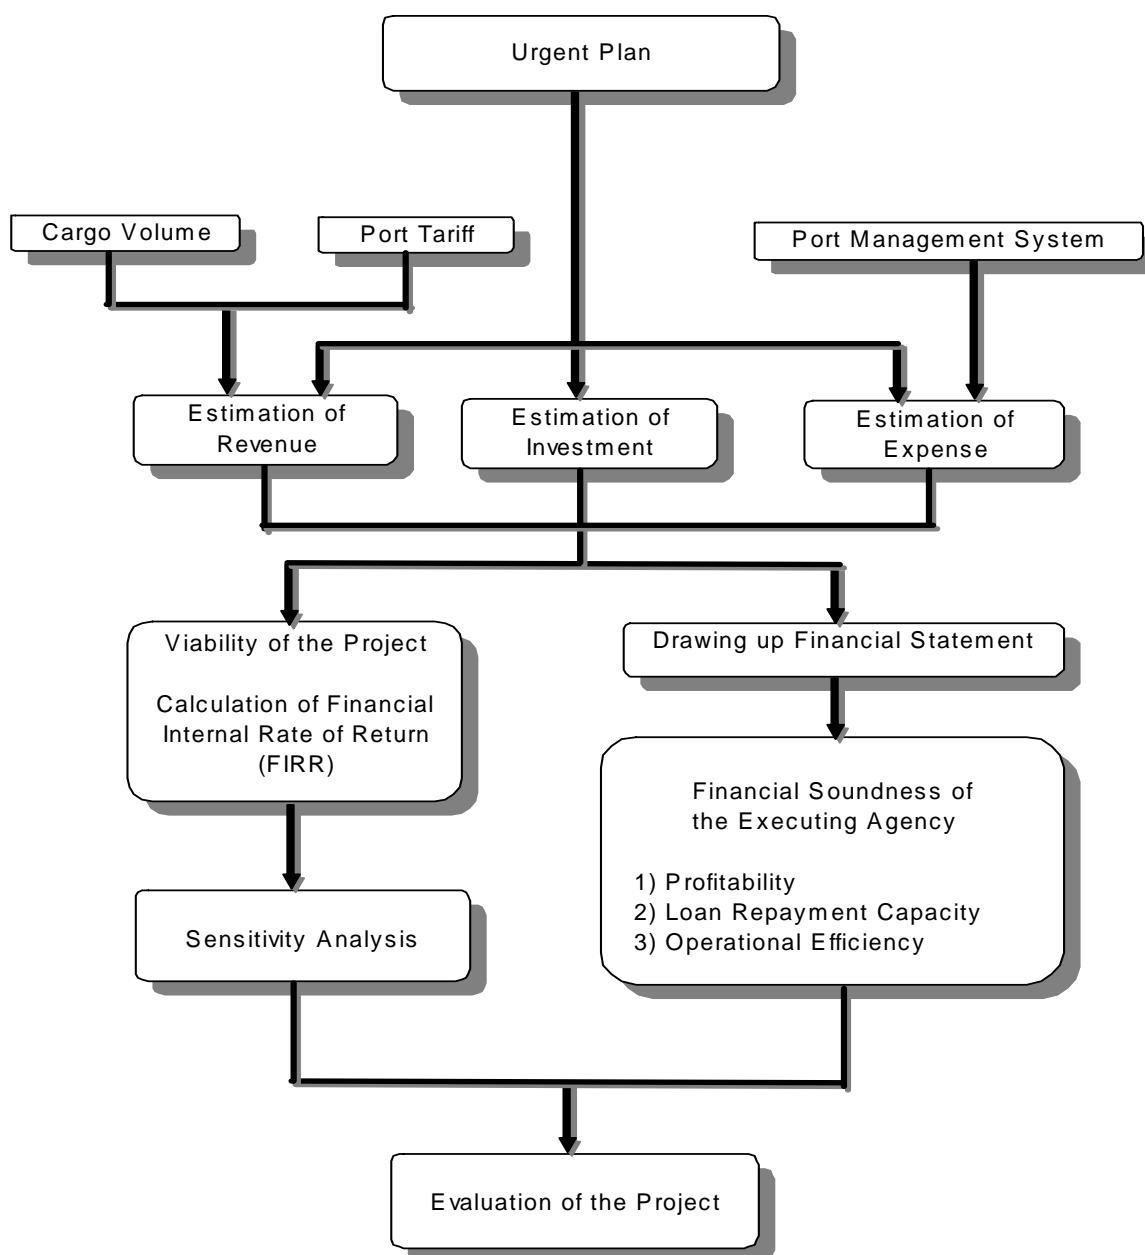 Urgent Plan
Cargo Volume
Port Tariff
Port Management System
Estimation of
Revenue
Estimation of
Investment
Estimation of
Expense
Viability of the Project
Calculation of Financial
Internal Rate of Return
(FIRR)
Drawing up Financial Statement
Financial Soundness of
the Executing Agency
1) Profitability
2) Loan Repayment Capacity
3) Operational Efficiency
Sensitivity Analysis
Evaluation of the Project